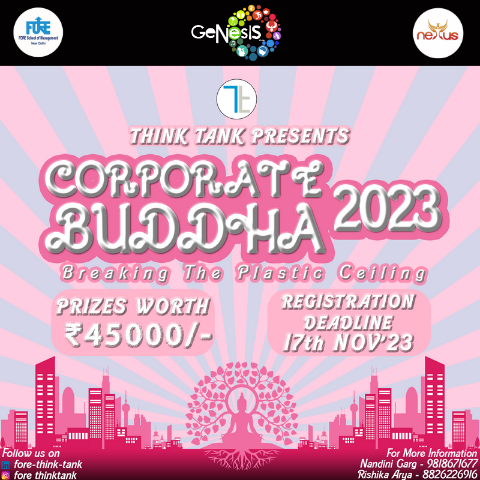 FORE
FORE School of Management
New Delhi
GeNesIS
neXus
THINK TANK PRESENTS
CORPORATE
BUDDHA 2023
Breaking The Plastic Ceiling
PRIZES WORTH
₹45000/-
REGISTRATION
DEADLINE
17th NOV'23
Follow us on
fore-think-tank
fore thinktank
For More Information
Nandini Garg - 9818671677
Rishika Arya - 8826226916